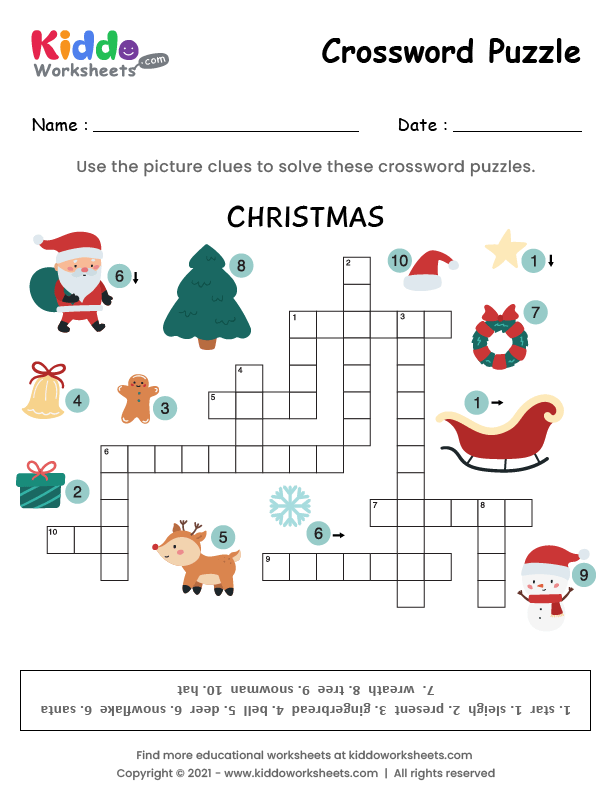 Kiddo
Worksheets .com
Crossword Puzzle
Name :
Date :
Use the picture clues to solve these crossword puzzles.
CHRISTMAS
6
8
2
10
1
7
1
3
4
3
4
5
1
6
2
7
8
10
5
6
9
9
1. star 1. sleigh 2. present 3. gingerbread 4. bell 5. deer 6. snowflake 6. santa
7. wreath 8. tree 9. snowman 10. hat
Find more educational worksheets at kiddoworksheets.com
Copyright © 2021 - www.kiddoworksheets.com | All rights reserved